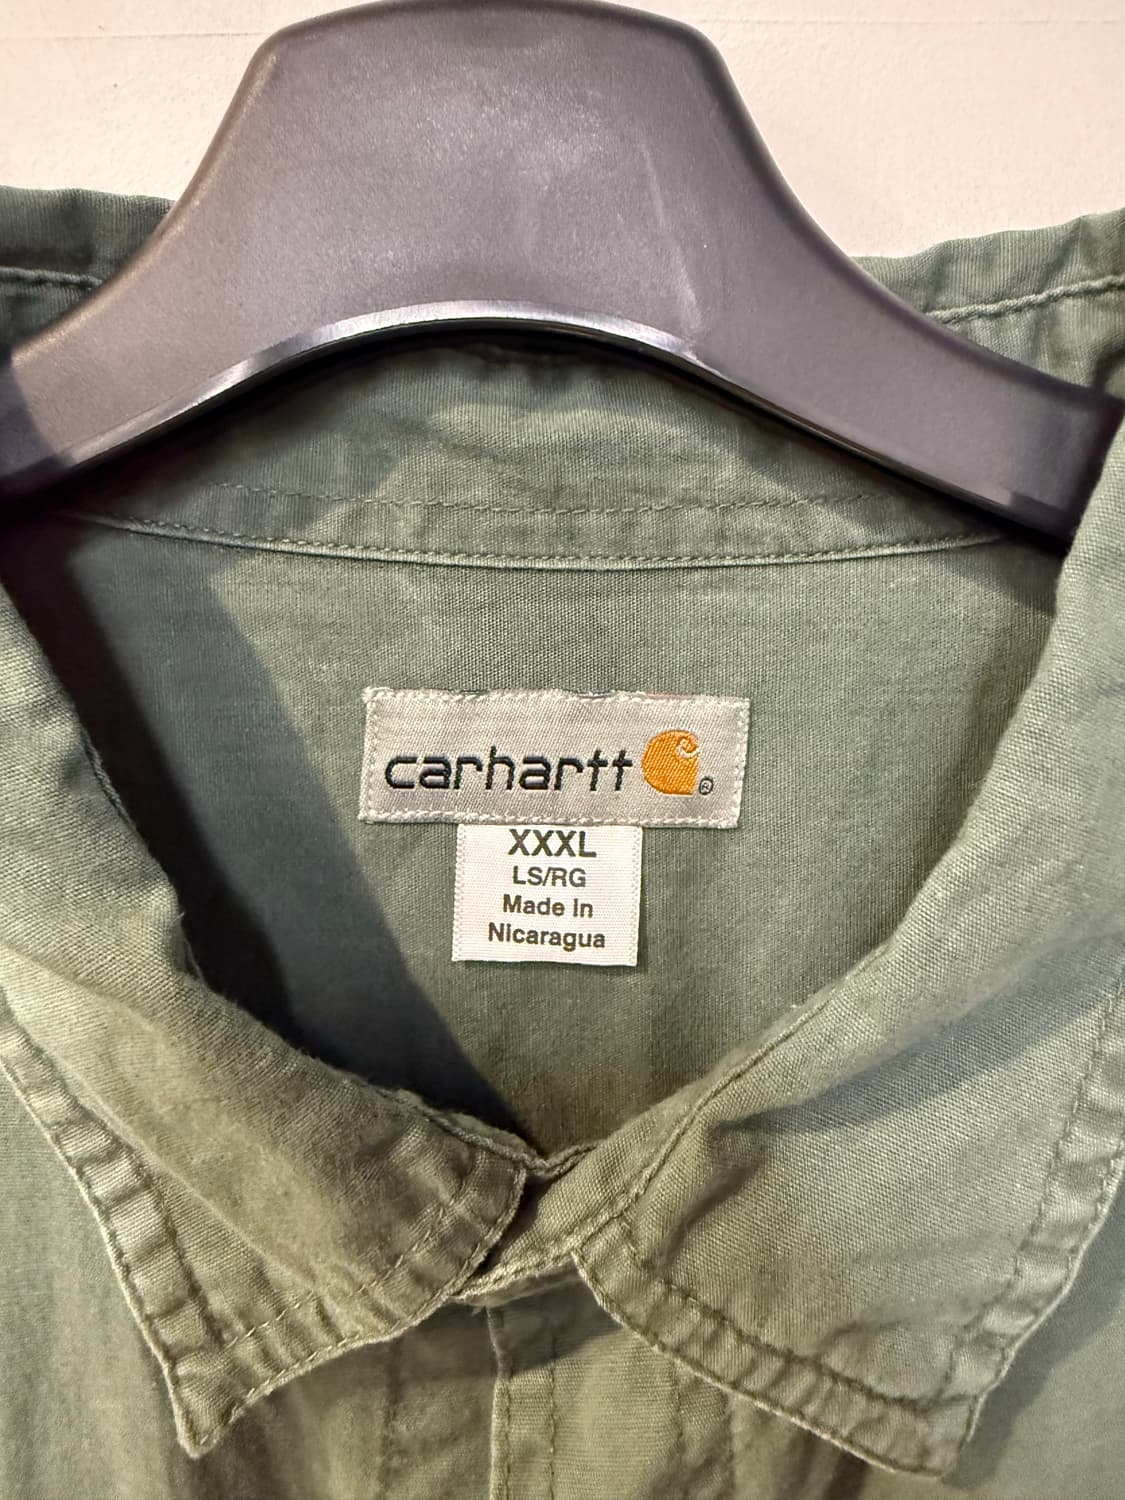 carhartt ®
XXXL
LS/RG
Made In
Nicaragua